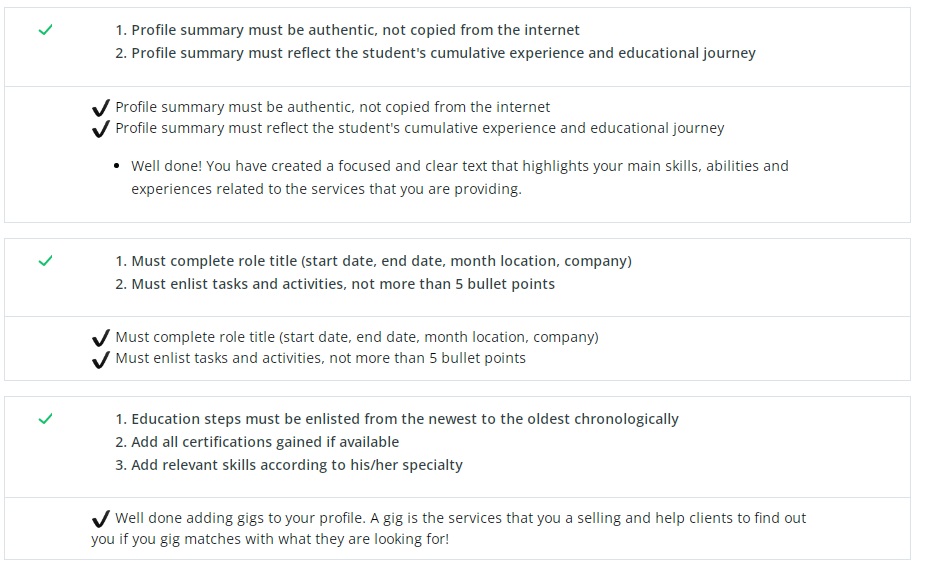 1. Profile summary must be authentic, not copied from the internet
2. Profile summary must reflect the student's cumulative experience and educational journey
✔ Profile summary must be authentic, not copied from the internet
✔ Profile summary must reflect the student's cumulative experience and educational journey
• Well done! You have created a focused and clear text that highlights your main skills, abilities and
experiences related to the services that you are providing.
1. Must complete role title (start date, end date, month location, company)
2. Must enlist tasks and activities, not more than 5 bullet points
✔ Must complete role title (start date, end date, month location, company)
✔ Must enlist tasks and activities, not more than 5 bullet points
1. Education steps must be enlisted from the newest to the oldest chronologically
2. Add all certifications gained if available
3. Add relevant skills according to his/her specialty
✔ Well done adding gigs to your profile. A gig is the services that you a selling and help clients to find out
you if you gig matches with what they are looking for!